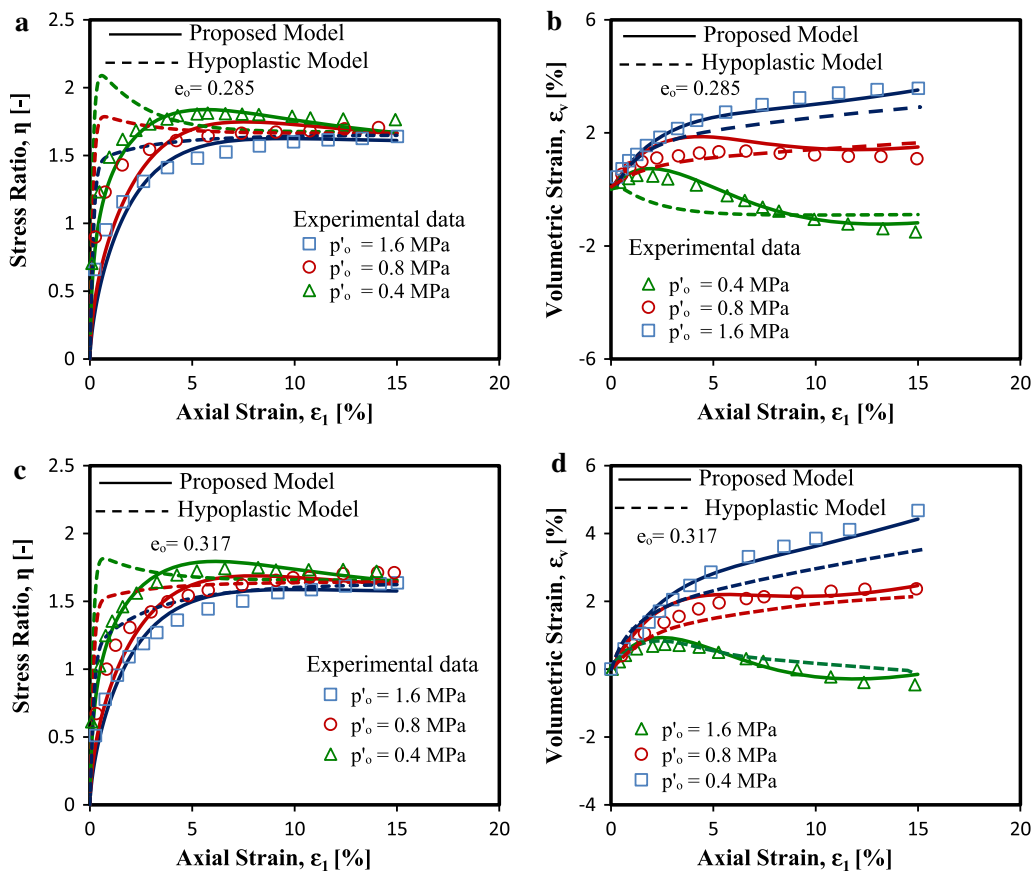 a
2.5
2
1.5
1
0.5
0
Stress Ratio, η [-]
Proposed Model
Hypoplastic Model
eₒ= 0.285
Experimental data
p'ₒ = 1.6 MPa
p'ₒ = 0.8 MPa
p'ₒ = 0.4 MPa
0 5 10 15 20
Axial Strain, ε₁ [%]
b
6
2
-2
-6
Volumetric Strain, εᵥ [%]
Proposed Model
Hypoplastic Model
eₒ= 0.285
Experimental data
p'ₒ = 0.4 MPa
p'ₒ = 0.8 MPa
p'ₒ = 1.6 MPa
0 5 10 15 20
Axial Strain, ε₁ [%]
c
2.5
2
1.5
1
0.5
0
Stress Ratio, η [-]
Proposed Model
Hypoplastic Model
eₒ= 0.317
Experimental data
p'ₒ = 1.6 MPa
p'ₒ = 0.8 MPa
p'ₒ = 0.4 MPa
0 5 10 15 20
Axial Strain, ε₁ [%]
d
6
4
2
0
-2
-4
Volumetric Strain, εᵥ [%]
Proposed Model
Hypoplastic Model
eₒ= 0.317
p'ₒ = 1.6 MPa
p'ₒ = 0.8 MPa
p'ₒ = 0.4 MPa
0 5 10 15 20
Axial Strain, ε₁ [%]